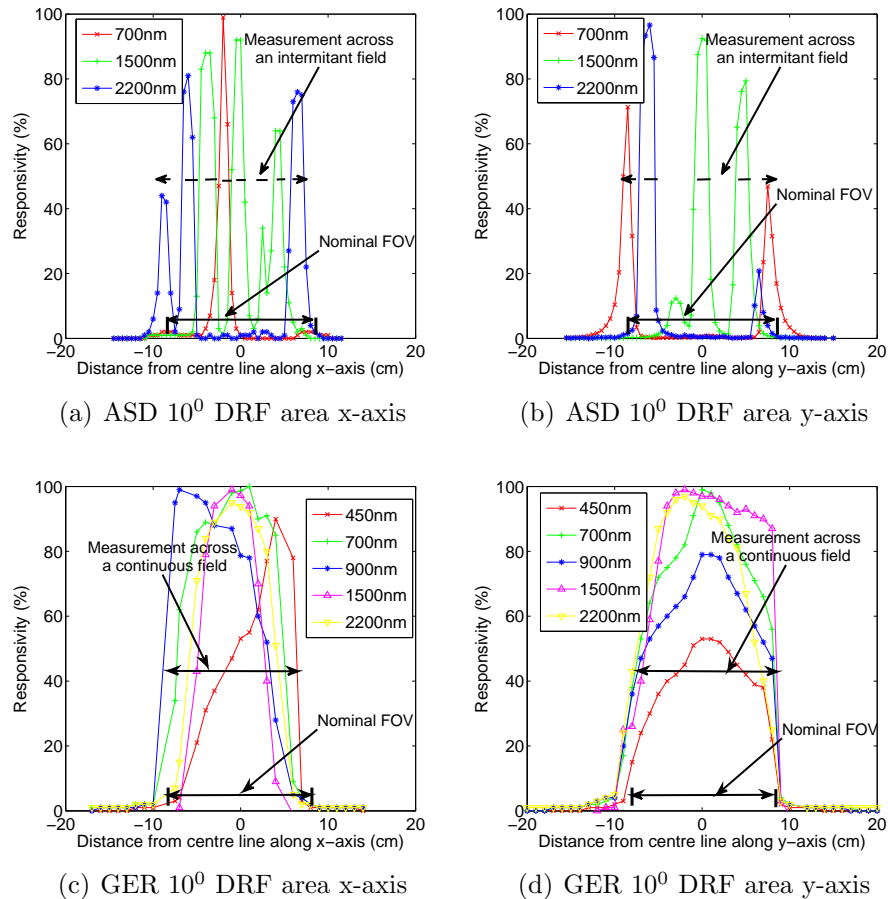 100
80
60
40
20
0
−20
−10
0
10
20
Responsivity (%)
Distance from centre line along x−axis (cm)
700nm
1500nm
2200nm
Measurement across
an intermitant field
Nominal FOV
(a) ASD 10⁰ DRF area x-axis
100
80
60
40
20
0
−20
−10
0
10
20
Responsivity (%)
Distance from centre line along y−axis (cm)
700nm
1500nm
2200nm
Measurement across
an intermitant field
Nominal FOV
(b) ASD 10⁰ DRF area y-axis
100
80
60
40
20
0
−20
−10
0
10
20
Responsivity (%)
Distance from centre line along x−axis (cm)
450nm
700nm
900nm
1500nm
2200nm
Measurement across
a continuous field
Nominal FOV
(c) GER 10⁰ DRF area x-axis
100
80
60
40
20
0
−20
−10
0
10
20
Responsivity (%)
Distance from centre line along y−axis (cm)
450nm
700nm
900nm
1500nm
2200nm
Measurement across
a continuous field
Nominal FOV
(d) GER 10⁰ DRF area y-axis